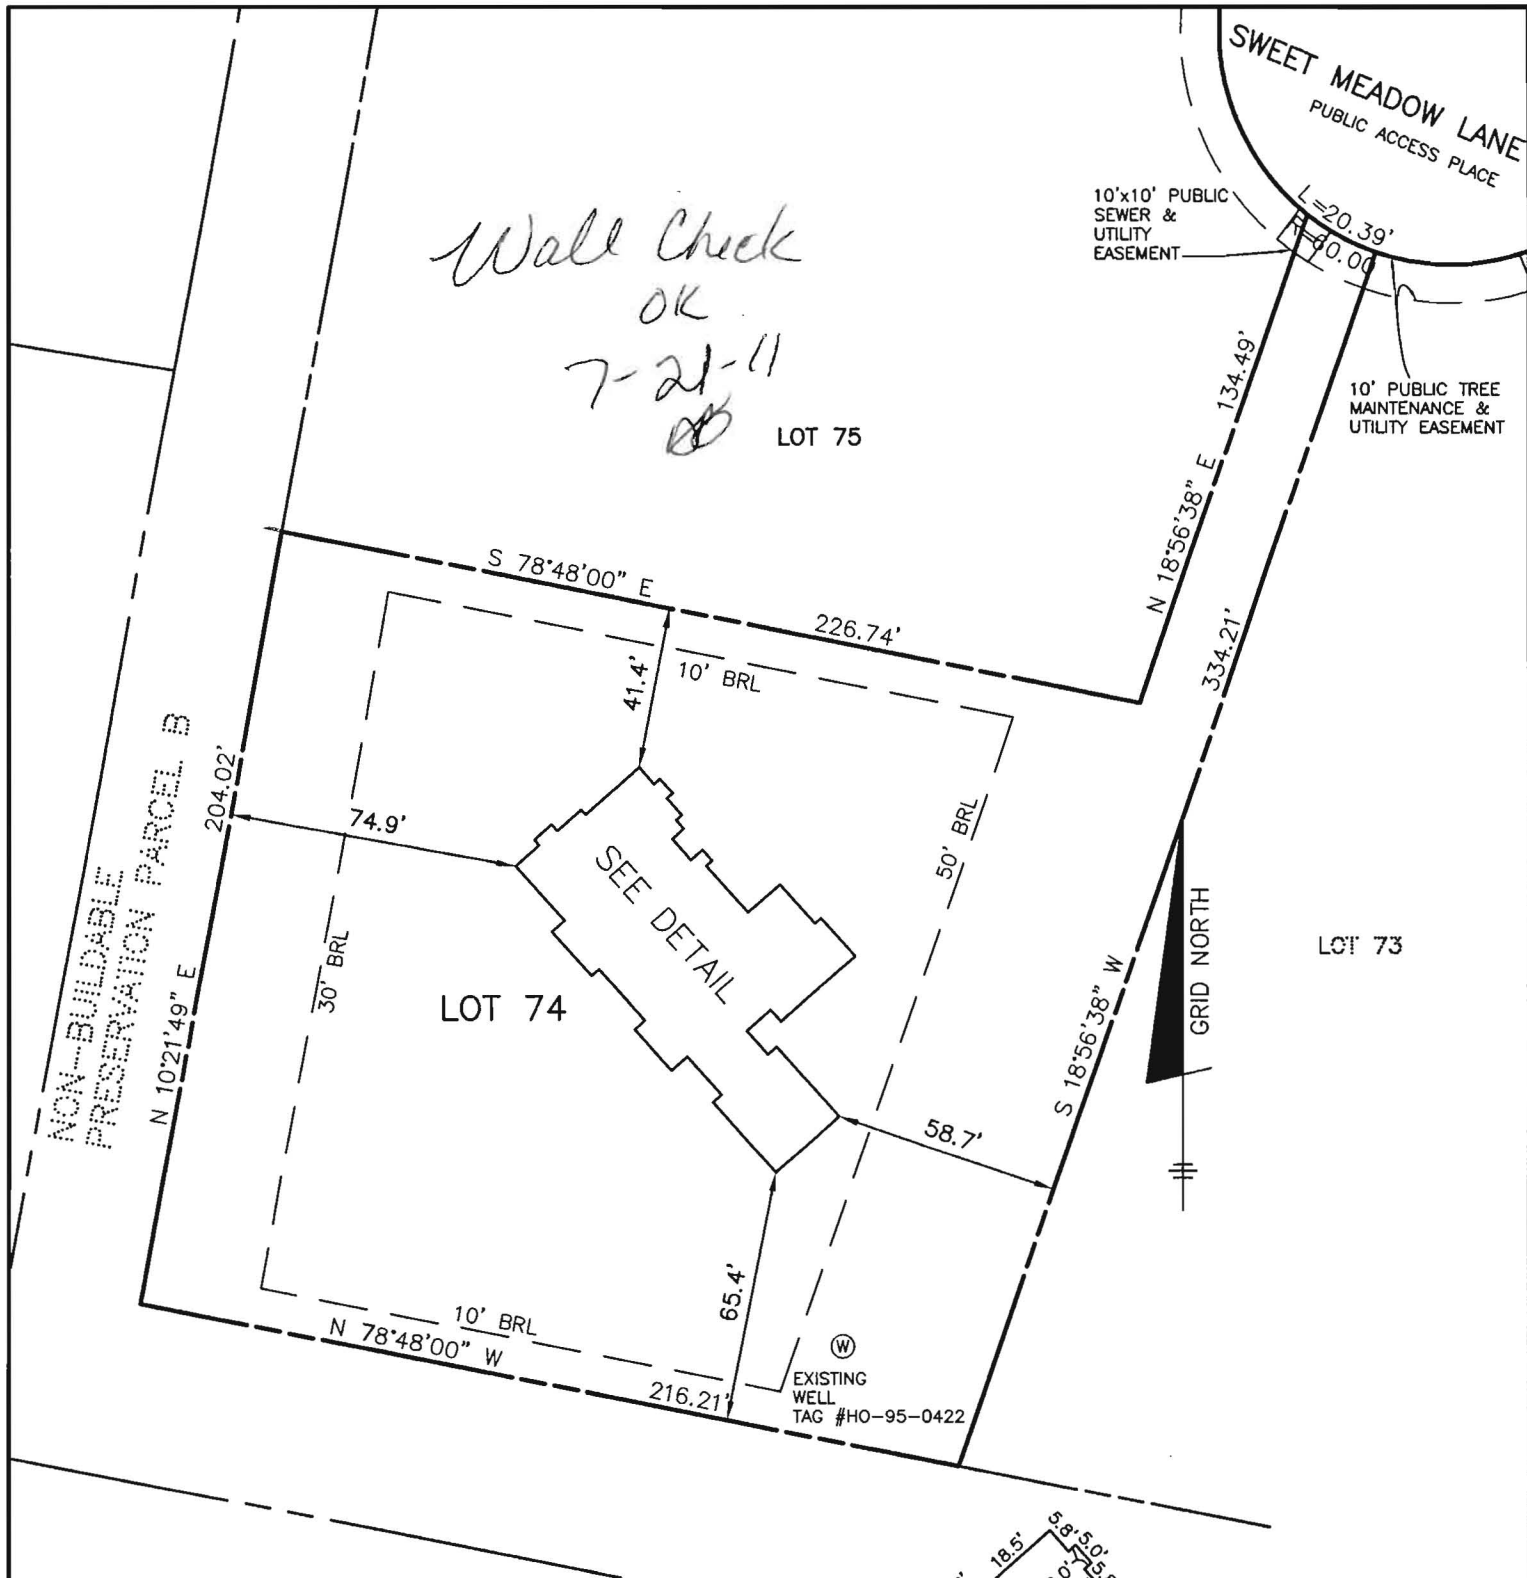 SWEET MEADOW LANE
PUBLIC ACCESS PLACE
10'x10' PUBLIC
SEWER &
UTILITY
EASEMENT
L=20.39'
R=60.00
Wall Check
OK
7-21-11
LOT 75
134.49'
N 18°56'38" E
10' PUBLIC TREE
MAINTENANCE &
UTILITY EASEMENT
S 78°48'00" E
226.74'
334.21'
41.4'
10' BRL
NON-BUILDABLE
PRESERVATION PARCEL B
204.02'
N 10°21'49" E
74.9'
SEE DETAIL
50' BRL
30' BRL
LOT 74
GRID NORTH
LOT 73
S 18°56'38" W
58.7'
65.4'
10' BRL
N 78°48'00" W
216.21'
W
EXISTING
WELL
TAG #HO-95-0422
18.5'
5.8'
5.0'